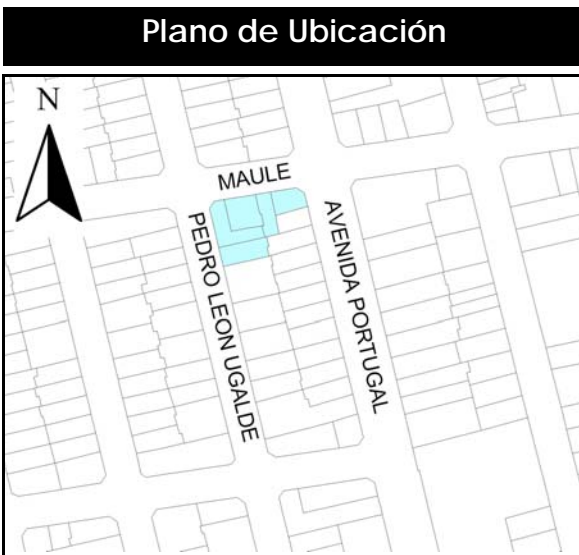 Plano de Ubicación
N
MAULE
PEDRO LEON UGALDE
AVENIDA PORTUGAL